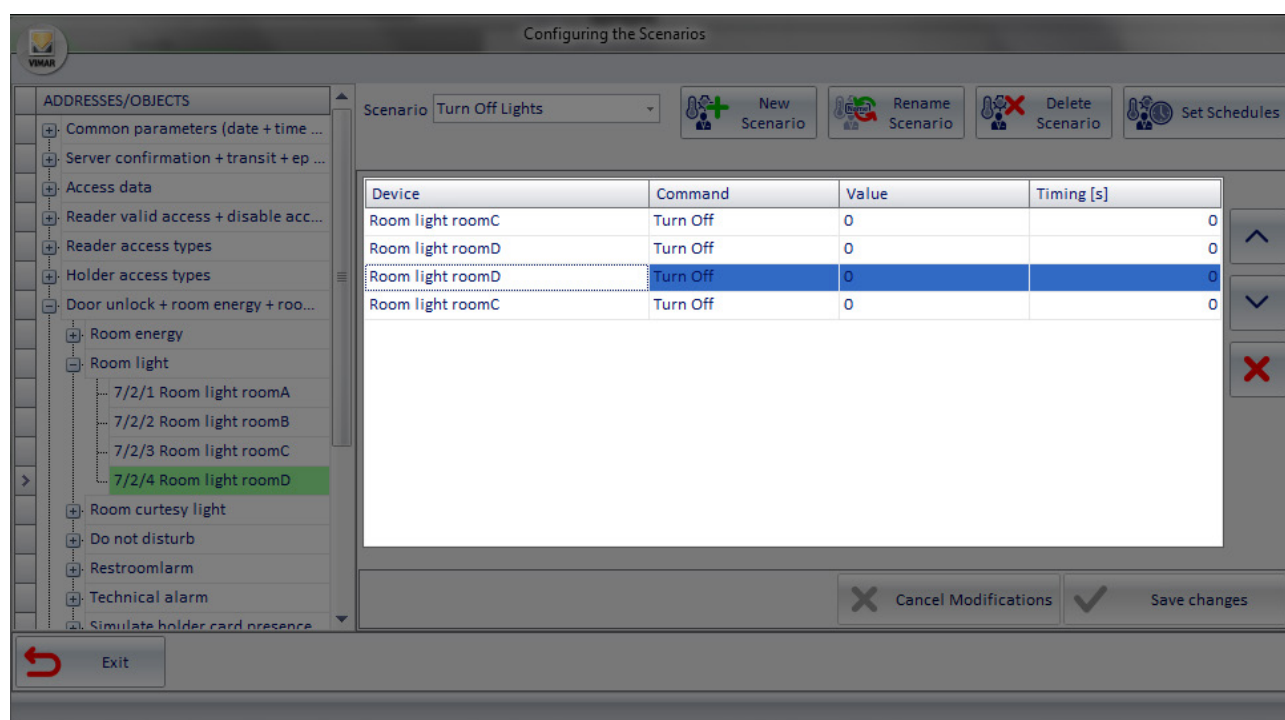 Configuring the Scenarios
VIMAR
ADDRESSES/OBJECTS
Common parameters (date + time ...
Server confirmation + transit + ep ...
Access data
Reader valid access + disable acc...
Reader access types
Holder access types
Door unlock + room energy + roo...
Room energy
Room light
7/2/1 Room light roomA
7/2/2 Room light roomB
7/2/3 Room light roomC
7/2/4 Room light roomD
Room curtesy light
Do not disturb
Restroomlarm
Technical alarm
Simulate holder card presence
Scenario Turn Off Lights
New Scenario
Rename Scenario
Delete Scenario
Set Schedules
Device Command Value Timing [s]
Room light roomC Turn Off 0 0
Room light roomD Turn Off 0 0
Room light roomD Turn Off 0 0
Room light roomC Turn Off 0 0
Cancel Modifications Save changes
Exit